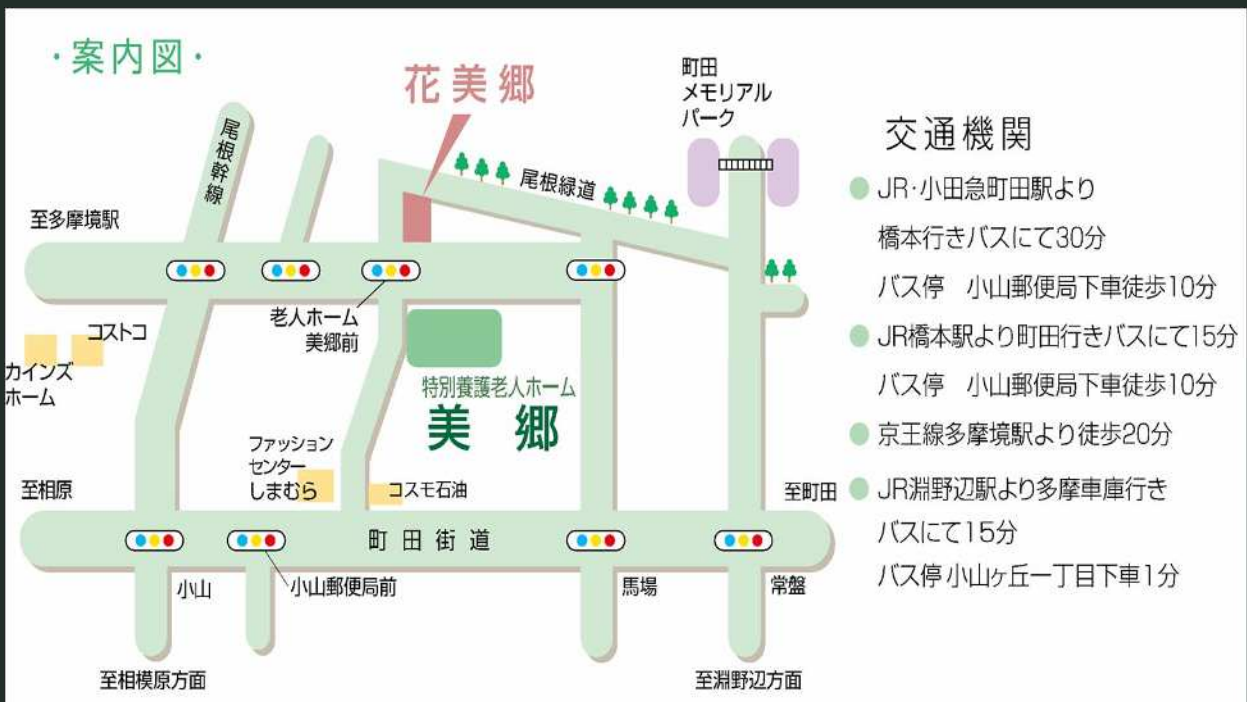 ・案内図・
花美郷
町田
メモリアル
パーク
尾根幹線
尾根緑道
至多摩境駅
老人ホーム
美郷前
コストコ
カインズ
ホーム
特別養護老人ホーム
美郷
ファッション
センター
しまむら
コスモ石油
至相原
至町田
町田街道
小山
小山郵便局前
馬場
常盤
至相模原方面
至淵野辺方面
交通機関
JR・小田急町田駅より
橋本行きバスにて30分
バス停　小山郵便局下車徒歩10分
JR橋本駅より町田行きバスにて15分
バス停　小山郵便局下車徒歩10分
京王線多摩境駅より徒歩20分
JR淵野辺駅より多摩車庫行き
バスにて15分
バス停 小山ヶ丘一丁目下車1分